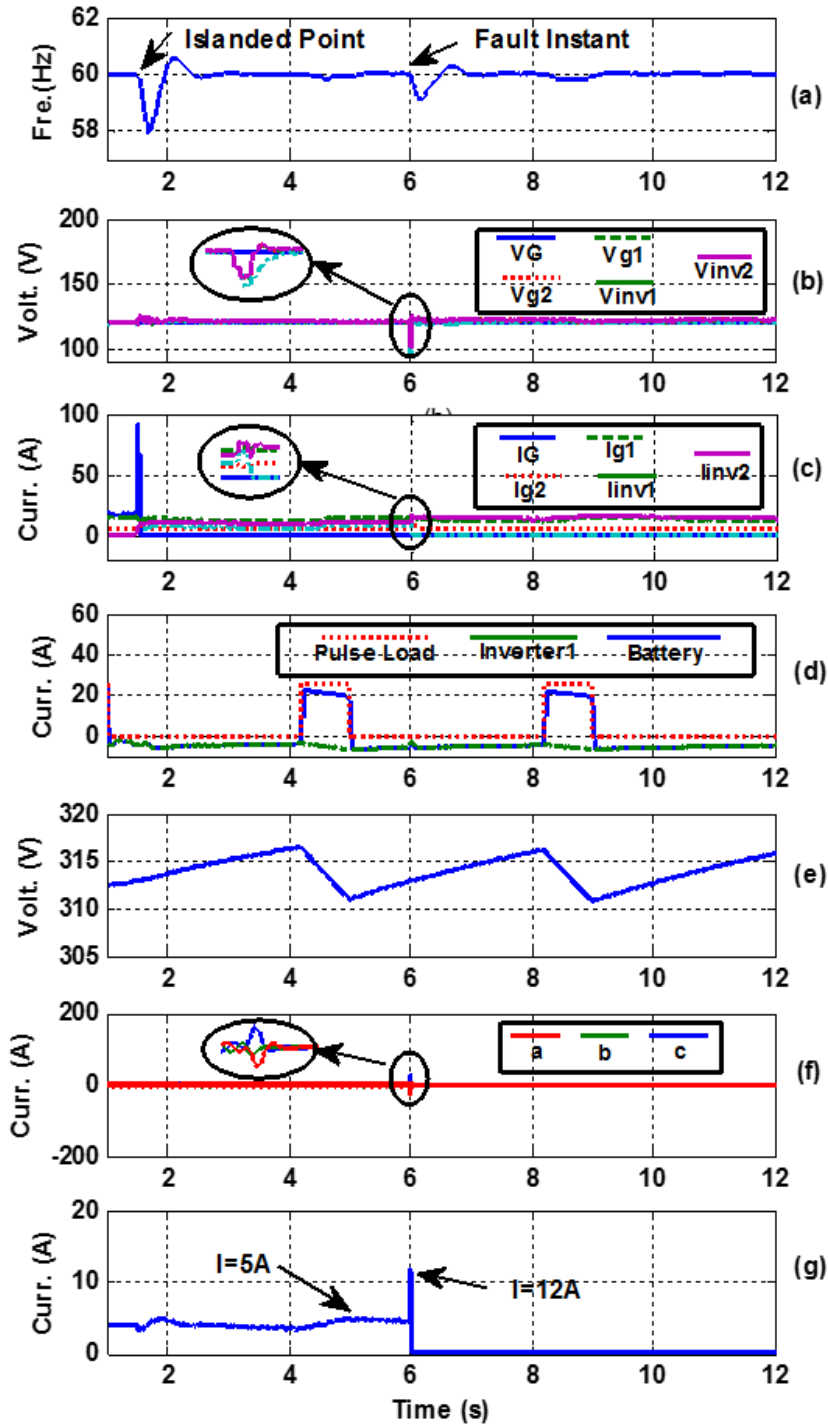 62
60
58
Fre.(Hz)
Islanded Point
Fault Instant
(a)
2 4 6 8 10 12
200
150
100
Volt. (V)
VG Vg1 Vinv2
Vg2 Vinv1
(b)
2 4 6 8 10 12
100
50
0
Curr. (A)
IG Ig1 Iinv2
Ig2 Iinv1
(c)
2 4 6 8 10 12
60
40
20
0
Curr. (A)
Pulse Load Inverter1 Battery
(d)
2 4 6 8 10 12
320
315
310
305
Volt. (V)
(e)
2 4 6 8 10 12
200
0
-200
Curr. (A)
a b c
(f)
2 4 6 8 10 12
20
10
0
Curr. (A)
I=5A
I=12A
(g)
2 4 6 8 10 12
Time (s)